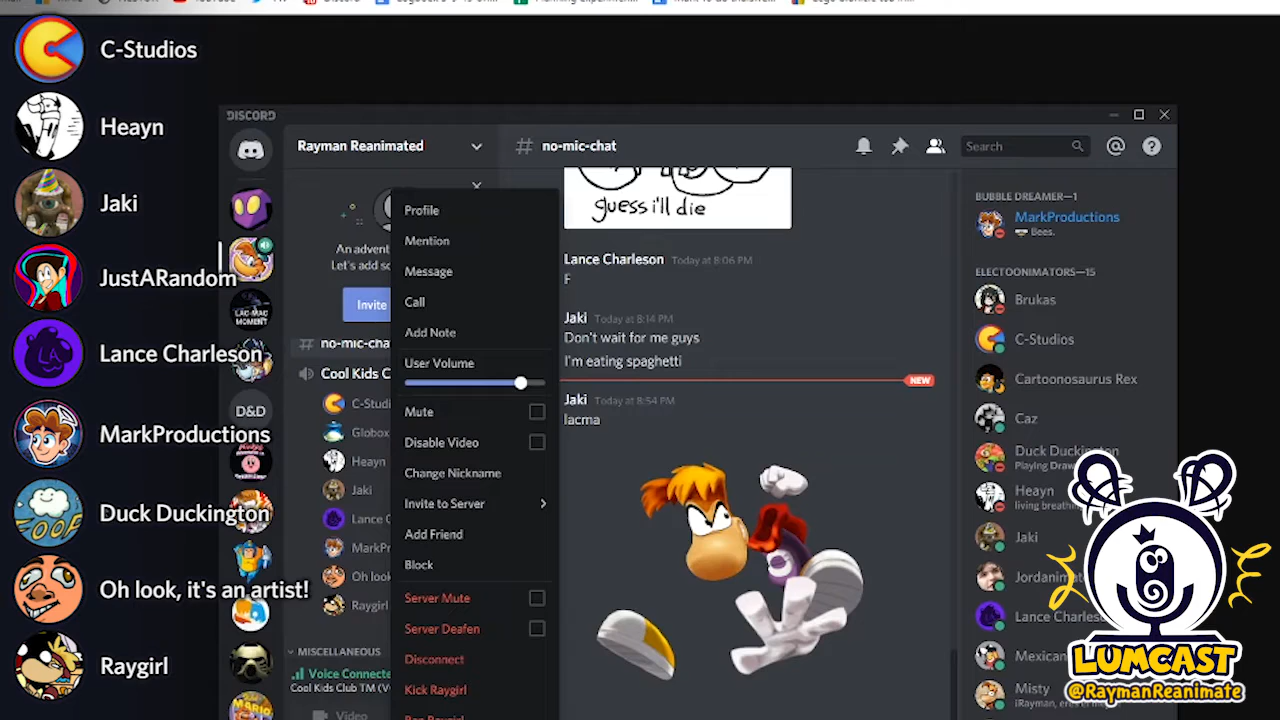 C-Studios
Heayn
Jaki
JustARandom
Lance Charleson
MarkProductions
Duck Duckington
Oh look, it's an artist!
Raygirl
DISCORD
LAC-MAC
MOMENT
D&D
MARIO
Rayman Reanimated
An advent
Let's add so
Invite
no-mic-cha
Cool Kids C
C-Studi
Globox
Heayn
Jaki
Lance C
MarkPr
Oh look
Raygirl
MISCELLANEOUS
Voice Connecte
Cool Kids Club TM (V
Video
Profile
Mention
Message
Call
Add Note
User Volume
Mute
Disable Video
Change Nickname
Invite to Server
Add Friend
Block
Server Mute
Server Deafen
Disconnect
Kick Raygirl
# no-mic-chat
Search
guess i'll die
Lance Charleson Today at 8:06 PM
F
Jaki Today at 8:14 PM
Don't wait for me guys
I'm eating spaghetti
NEW
Jaki Today at 8:54 PM
lacma
BUBBLE DREAMER—1
MarkProductions
Bees.
ELECTOONIMATORS—15
Brukas
C-Studios
Cartoonosaurus Rex
Caz
Duck Duckington
Playing Draw
Heayn
living breathin
Jaki
Jordanima
Lance Charles
Mexican
Misty
LUMCAST
@RaymanReanimate